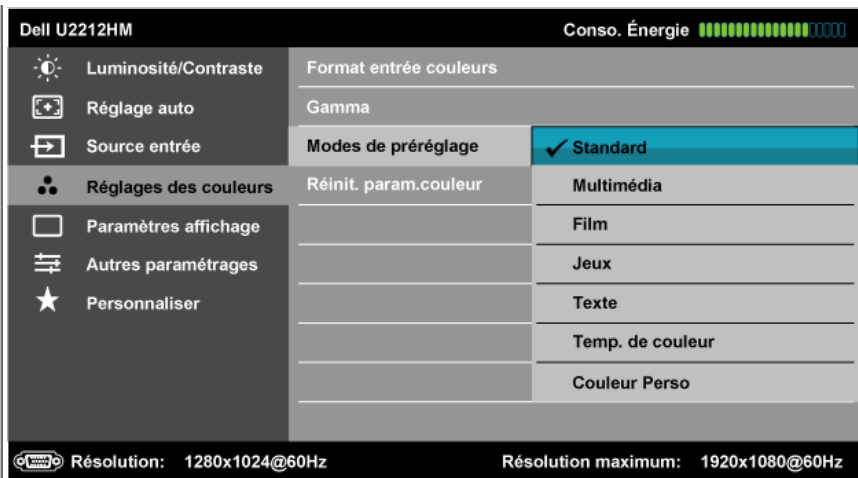 Dell U2212HM Conso. Énergie
Luminosité/Contraste Format entrée couleurs
Réglage auto Gamma
Source entrée Modes de préréglage Standard
Réglages des couleurs Réinit. param.couleur Multimédia
Paramètres affichage Film
Autres paramétrages Jeux
Personnaliser Texte
Temp. de couleur
Couleur Perso
Résolution: 1280x1024@60Hz Résolution maximum: 1920x1080@60Hz